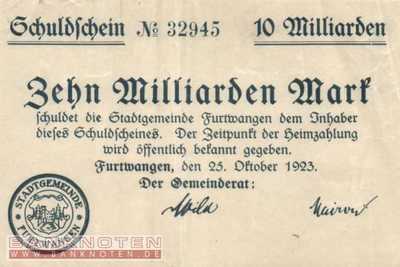 Schuldschein № 32945 10 Milliarden
Zehn Milliarden Mark
schuldet die Stadtgemeinde Furtwangen dem Inhaber
dieses Schuldscheines. Der Zeitpunkt der Heimzahlung
wird öffentlich bekannt gegeben.
Furtwangen, den 25. Oktober 1923.
Der Gemeinderat:
STADTGEMEINDE
FURTWANGEN
BANKNOTEN
WWW.BANKNOTEN.DE